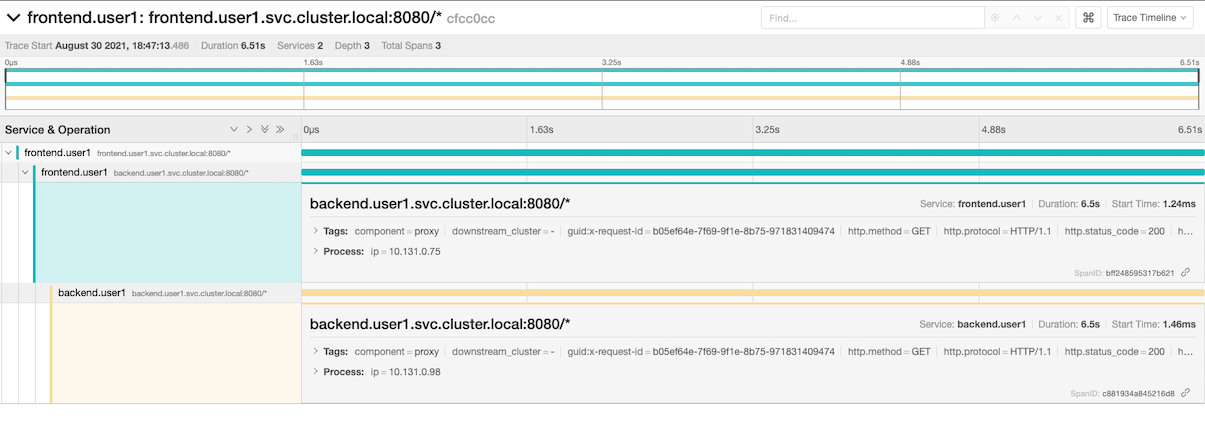 frontend.user1: frontend.user1.svc.cluster.local:8080/* cfcc0cc
Find...
Trace Timeline
Trace Start August 30 2021, 18:47:13.486 Duration 6.51s Services 2 Depth 3 Total Spans 3
0μs 1.63s 3.25s 4.88s 6.51s
Service & Operation 0μs 1.63s 3.25s 4.88s 6.51s
frontend.user1 frontend.user1.svc.cluster.local:8080/*
frontend.user1 backend.user1.svc.cluster.local:8080/*
backend.user1.svc.cluster.local:8080/* Service: frontend.user1 Duration: 6.5s Start Time: 1.24ms
Tags: component = proxy downstream_cluster = - guid:x-request-id = b05ef64e-7f69-9f1e-8b75-971831409474 http.method = GET http.protocol = HTTP/1.1 http.status_code = 200 h...
Process: ip = 10.131.0.75
SpanID: bff248595317b621
backend.user1 backend.user1.svc.cluster.local:8080/*
backend.user1.svc.cluster.local:8080/* Service: backend.user1 Duration: 6.5s Start Time: 1.46ms
Tags: component = proxy downstream_cluster = - guid:x-request-id = b05ef64e-7f69-9f1e-8b75-971831409474 http.method = GET http.protocol = HTTP/1.1 http.status_code = 200 h...
Process: ip = 10.131.0.98
SpanID: c881934a845216d8